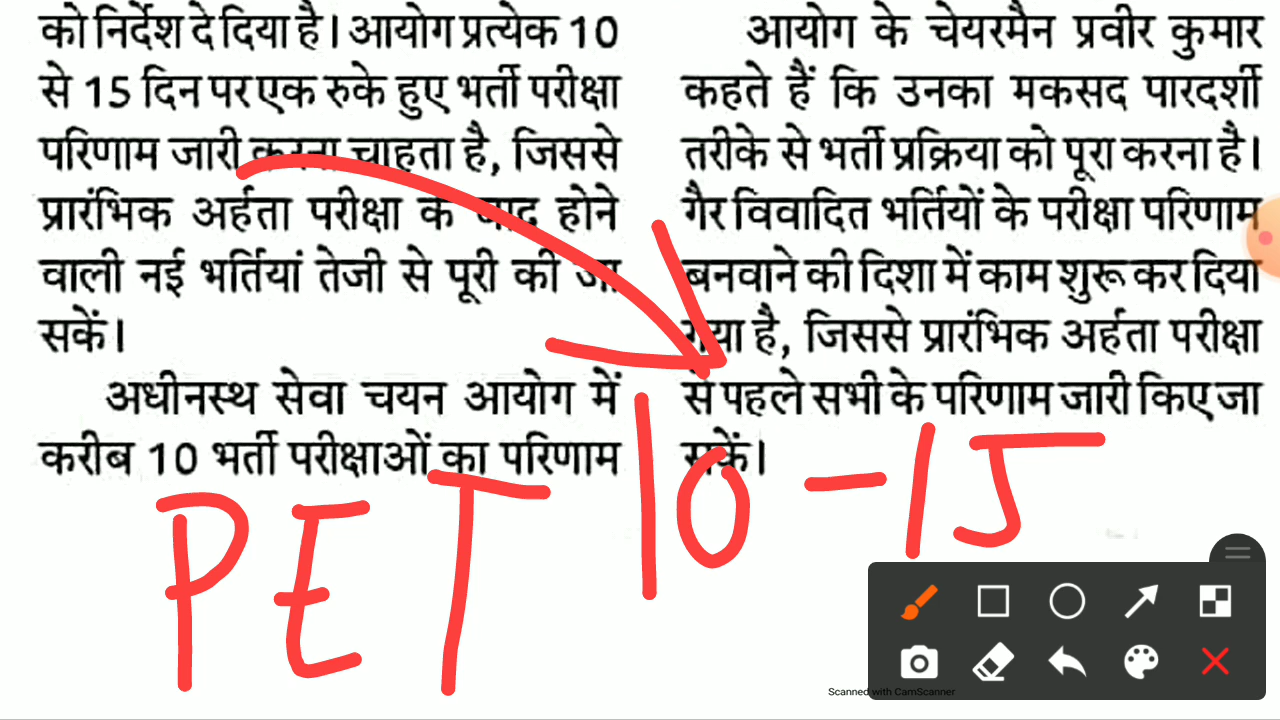 को निर्देश दे दिया है। आयोग प्रत्येक 10
से 15 दिन पर एक रुके हुए भर्ती परीक्षा
परिणाम जारी करना चाहता है, जिससे
प्रारंभिक अर्हता परीक्षा के बाद होने
वाली नई भर्तियां तेजी से पूरी की जा
सकें।
अधीनस्थ सेवा चयन आयोग में
करीब 10 भर्ती परीक्षाओं का परिणाम
आयोग के चेयरमैन प्रवीर कुमार
कहते हैं कि उनका मकसद पारदर्शी
तरीके से भर्ती प्रक्रिया को पूरा करना है।
गैर विवादित भर्तियों के परीक्षा परिणाम
बनवाने की दिशा में काम शुरू कर दिया
गया है, जिससे प्रारंभिक अर्हता परीक्षा
से पहले सभी के परिणाम जारी किए जा
सकें।
PET 10-15
Scanned with CamScanner